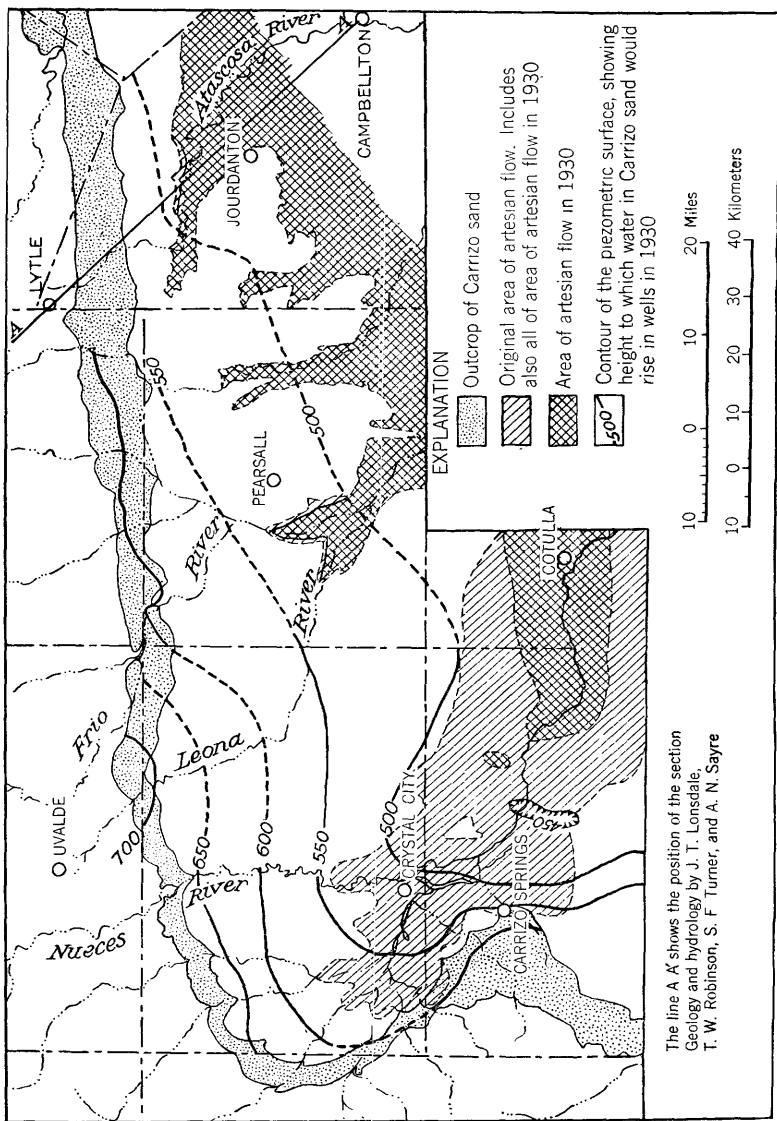 Nueces
UVALDE
Frio
River
Leona
River
River
LYTLE
A
Atascosa River
A'
JOURDANTON
CAMPBELLTON
PEARSALL
CRYSTAL CITY
CARRIZO SPRINGS
COTULLA
700
650
600
550
500
550
500
450
EXPLANATION
Outcrop of Carrizo sand
Original area of artesian flow. Includes
also all of area of artesian flow in 1930
Area of artesian flow in 1930
500
Contour of the piezometric surface, showing
height to which water in Carrizo sand would
rise in wells in 1930
10 0 10 20 Miles
10 0 10 20 30 40 Kilometers
The line A A' shows the position of the section
Geology and hydrology by J. T. Lonsdale,
T. W. Robinson, S. F Turner, and A. N. Sayre